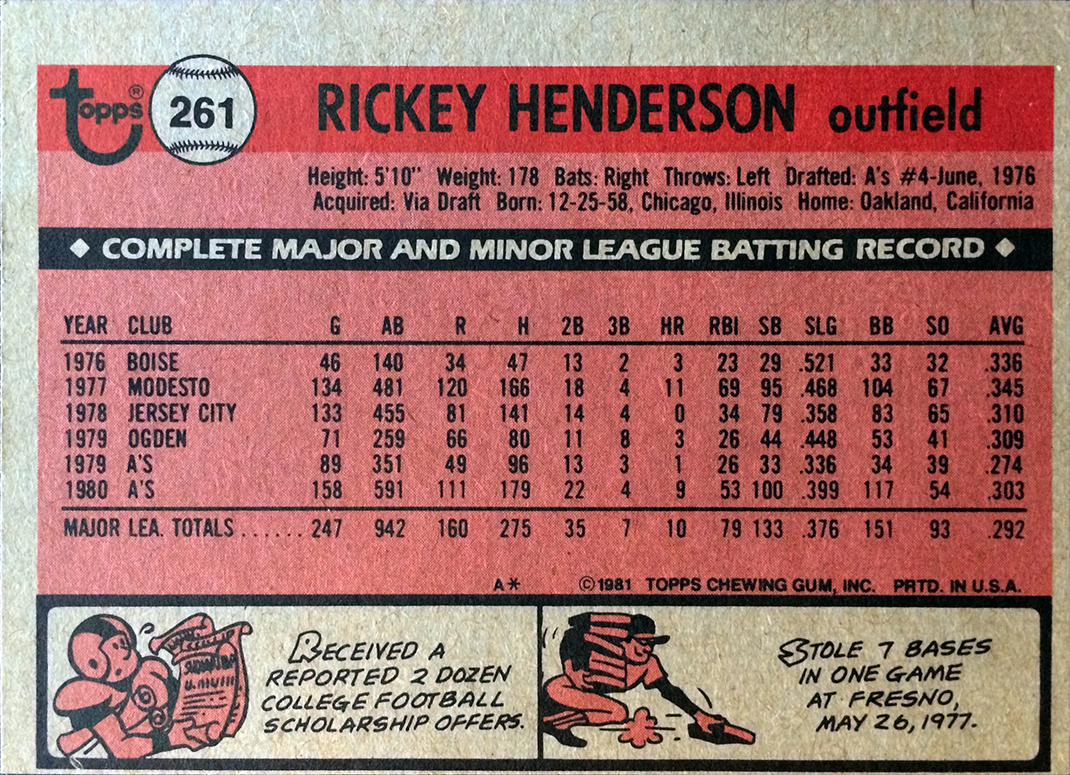 topps® 261 RICKEY HENDERSON outfield
Height: 5'10" Weight: 178 Bats: Right Throws: Left Drafted: A's #4-June, 1976
Acquired: Via Draft Born: 12-25-58, Chicago, Illinois Home: Oakland, California
◆ COMPLETE MAJOR AND MINOR LEAGUE BATTING RECORD ◆
YEAR CLUB G AB R H 2B 3B HR RBI SB SLG BB SO AVG
1976 BOISE 46 140 34 47 13 2 3 23 29 .521 33 32 .336
1977 MODESTO 134 481 120 166 18 4 11 69 95 .468 104 67 .345
1978 JERSEY CITY 133 455 81 141 14 4 0 34 79 .358 83 65 .310
1979 OGDEN 71 259 66 80 11 8 3 26 44 .448 53 41 .309
1979 A'S 89 351 49 96 13 3 1 26 33 .336 34 39 .274
1980 A'S 158 591 111 179 22 4 9 53 100 .399 117 54 .303
MAJOR LEA. TOTALS ...... 247 942 160 275 35 7 10 79 133 .376 151 93 .292
A* ©1981 TOPPS CHEWING GUM, INC. PRTD. IN U.S.A.
RECEIVED A
REPORTED 2 DOZEN
COLLEGE FOOTBALL
SCHOLARSHIP OFFERS.
STOLE 7 BASES
IN ONE GAME
AT FRESNO,
MAY 26, 1977.